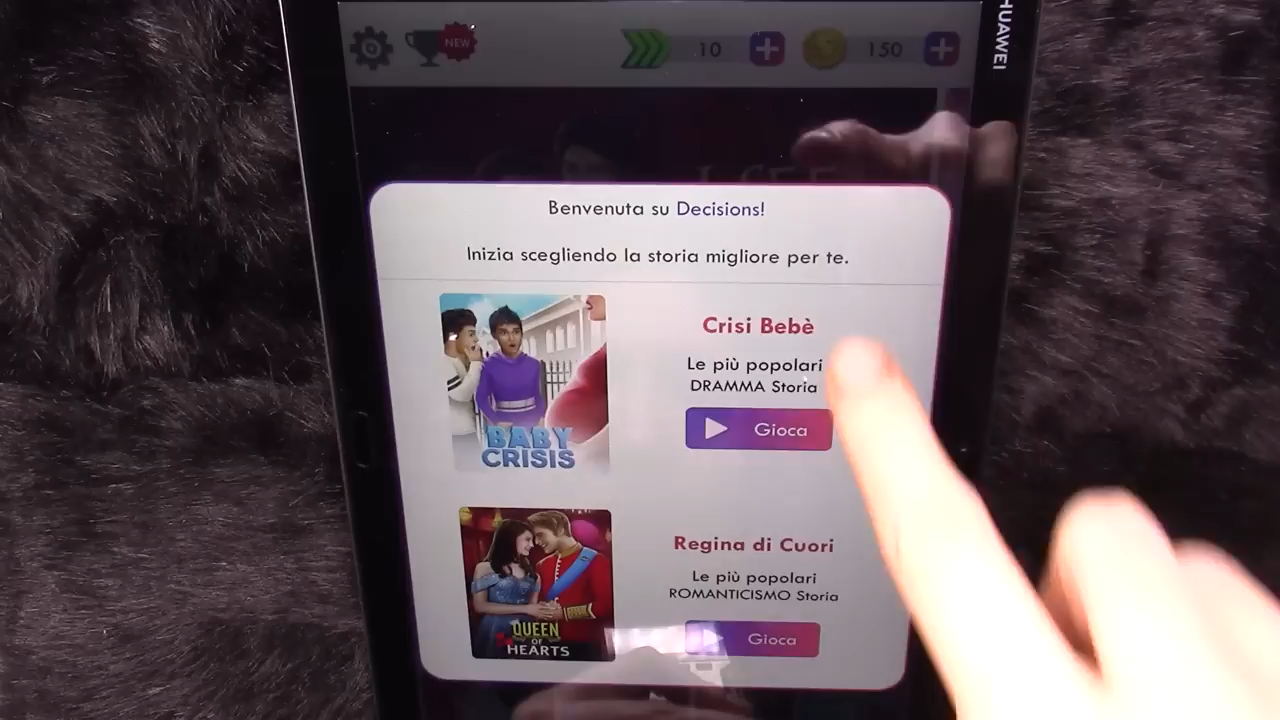 HUAWEI
NEW
10
150
LIFE
Benvenuta su Decisions!
Inizia scegliendo la storia migliore per te.
BABY
CRISIS
Crisi Bebè
Le più popolari
DRAMMA Storia
Gioca
QUEEN
OF
HEARTS
Regina di Cuori
Le più popolari
ROMANTICISMO Storia
Gioca